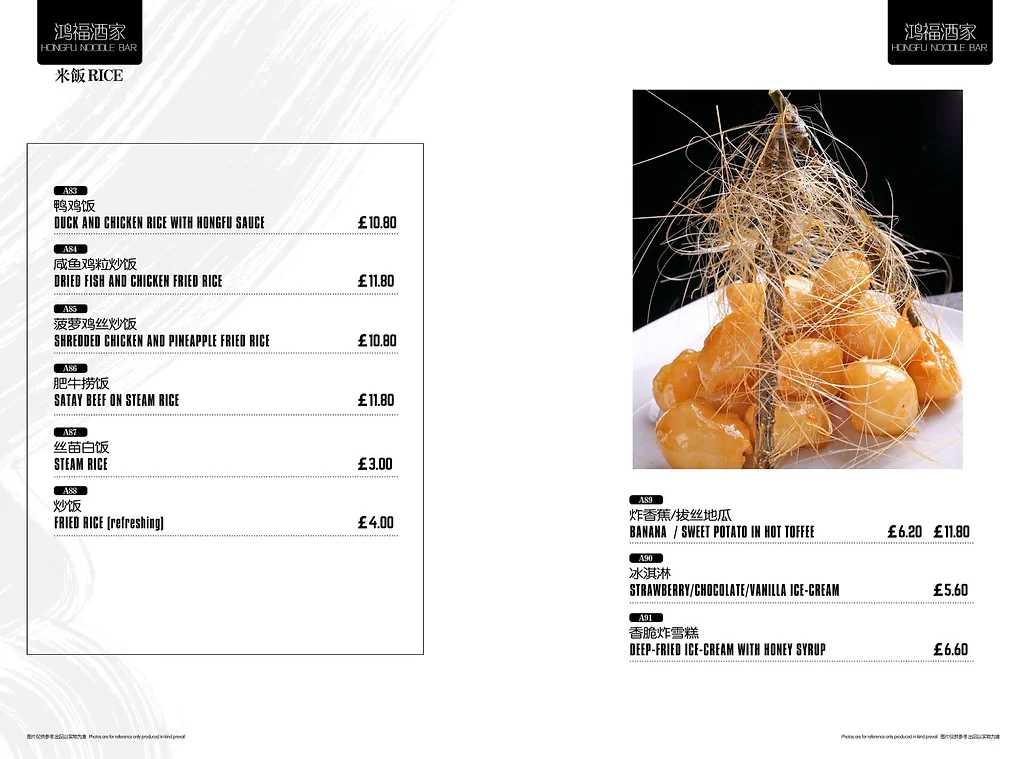 鸿福酒家
HONGFU NOODLE BAR
米飯 RICE
A83
鸭鸡饭
DUCK AND CHICKEN RICE WITH HONGFU SAUCE £10.80
A84
咸鱼鸡粒炒饭
DRIED FISH AND CHICKEN FRIED RICE £11.80
A85
菠萝鸡丝炒饭
SHREDDED CHICKEN AND PINEAPPLE FRIED RICE £10.80
A86
肥牛捞饭
SATAY BEEF ON STEAM RICE £11.80
A87
丝苗白饭
STEAM RICE £3.00
A88
炒饭
FRIED RICE (refreshing) £4.00
图片仅供参考 出品以实物为准 Photos are for reference only produced in kind prevail
鸿福酒家
HONGFU NOODLE BAR
A89
炸香蕉/拔丝地瓜
BANANA / SWEET POTATO IN HOT TOFFEE £6.20 £11.80
A90
冰淇淋
STRAWBERRY/CHOCOLATE/VANILLA ICE-CREAM £5.60
A91
香脆炸雪糕
DEEP-FRIED ICE-CREAM WITH HONEY SYRUP £6.60
Photos are for reference only produced in kind prevail 图片仅供参考 出品以实物为准